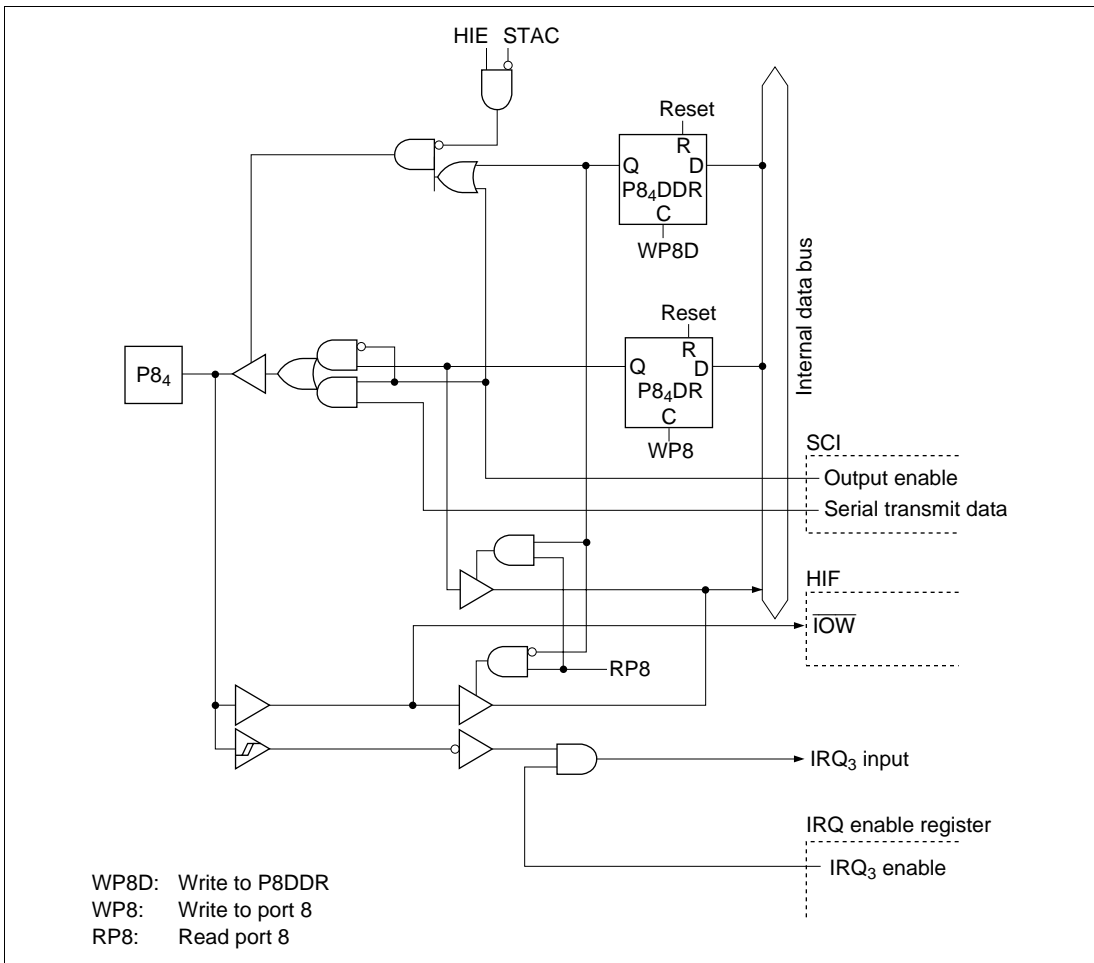 HIE STAC
Reset
R
Q D
P8₄DDR
C
WP8D
Reset
R
Q D
P8₄DR
C
WP8
P8₄
Internal data bus
SCI
Output enable
Serial transmit data
HIF
I̅O̅W̅
RP8
IRQ₃ input
IRQ enable register
IRQ₃ enable
WP8D: Write to P8DDR
WP8: Write to port 8
RP8: Read port 8